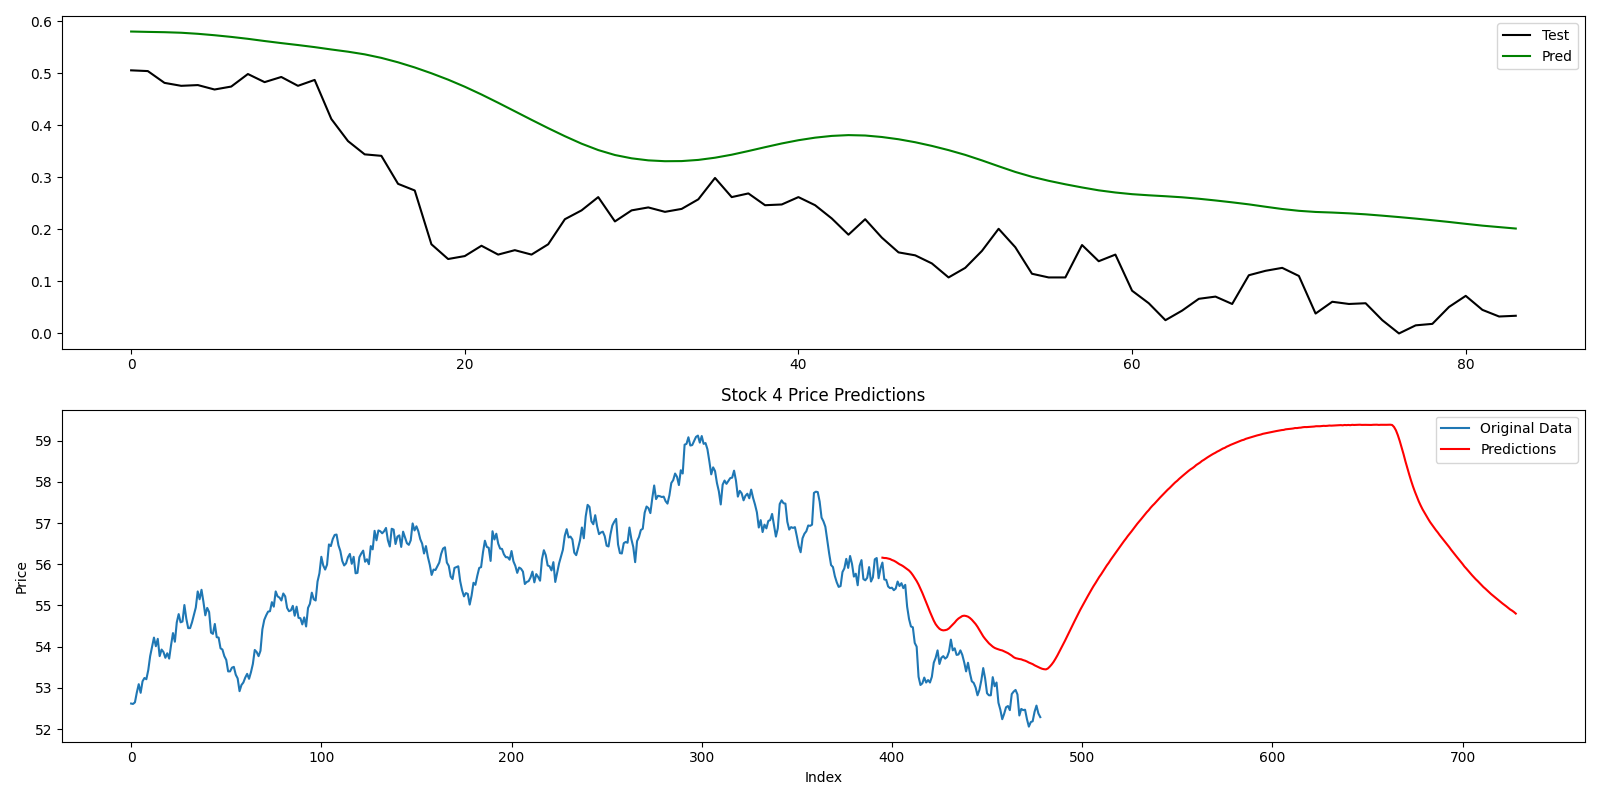 0.6
0.5
0.4
0.3
0.2
0.1
0.0
Test
Pred
0 20 40 60 80
Stock 4 Price Predictions
59
58
57
56
55
54
53
52
Price
Original Data
Predictions
0 100 200 300 400 500 600 700
Index